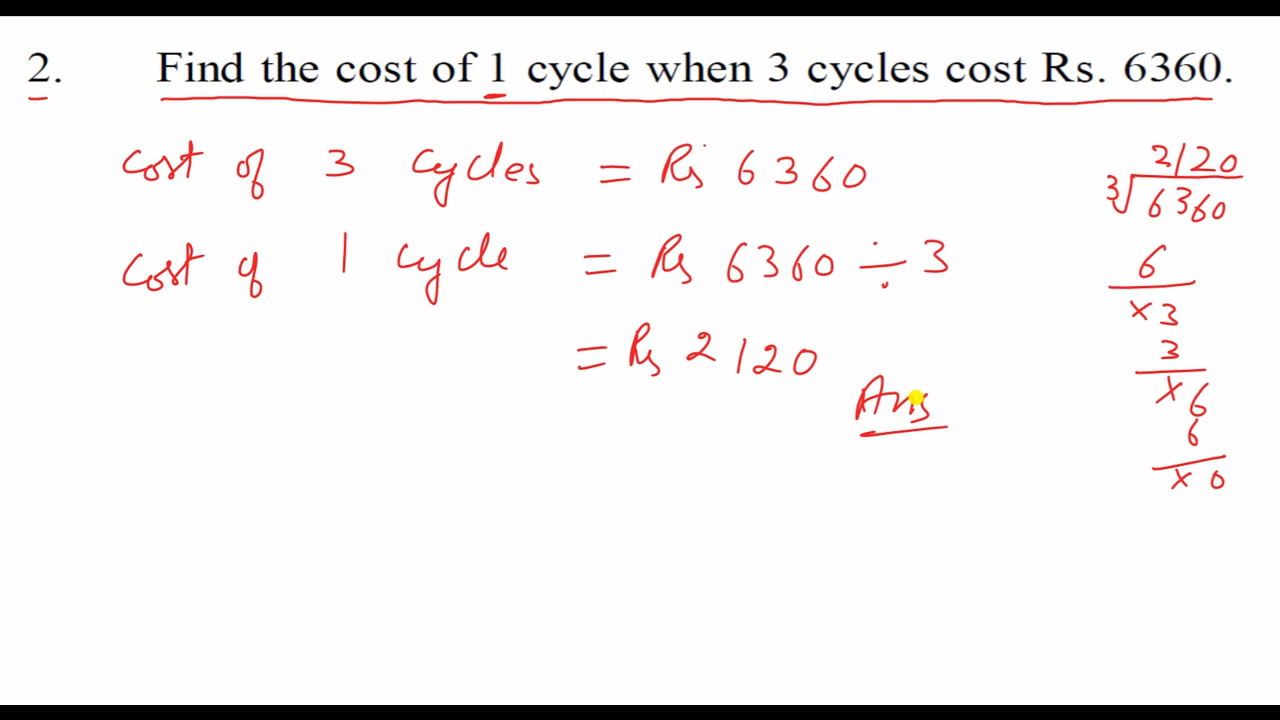 2. Find the cost of 1 cycle when 3 cycles cost Rs. 6360.
Cost of 3 cycles = Rs 6360
Cost of 1 cycle = Rs 6360 ÷ 3
= Rs 2120
Ans
2120
3√6360
6
×3
3
×6
6
×0